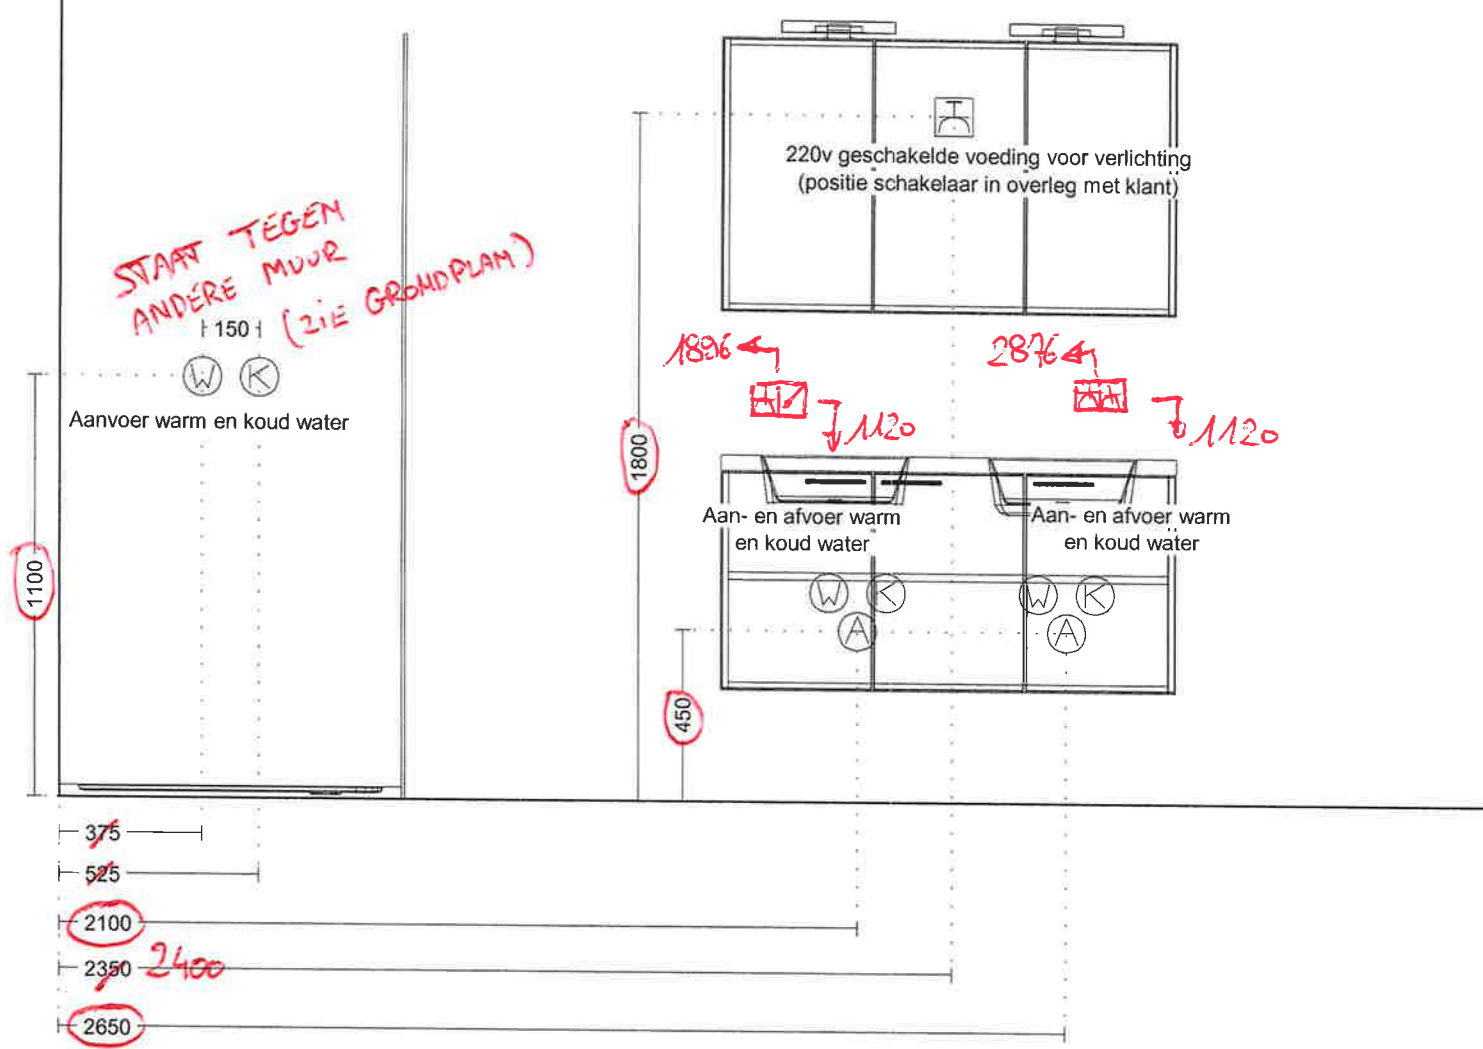 220v geschakelde voeding voor verlichting
(positie schakelaar in overleg met klant)
STAAT TEGEN
ANDERE MUUR
(ZIE GRONDPLAN)
150
W K
Aanvoer warm en koud water
1896
2876
1120
1120
1800
1100
Aan- en afvoer warm
en koud water
Aan- en afvoer warm
en koud water
W K
A
W K
A
450
375
525
2100
2350 2400
2650